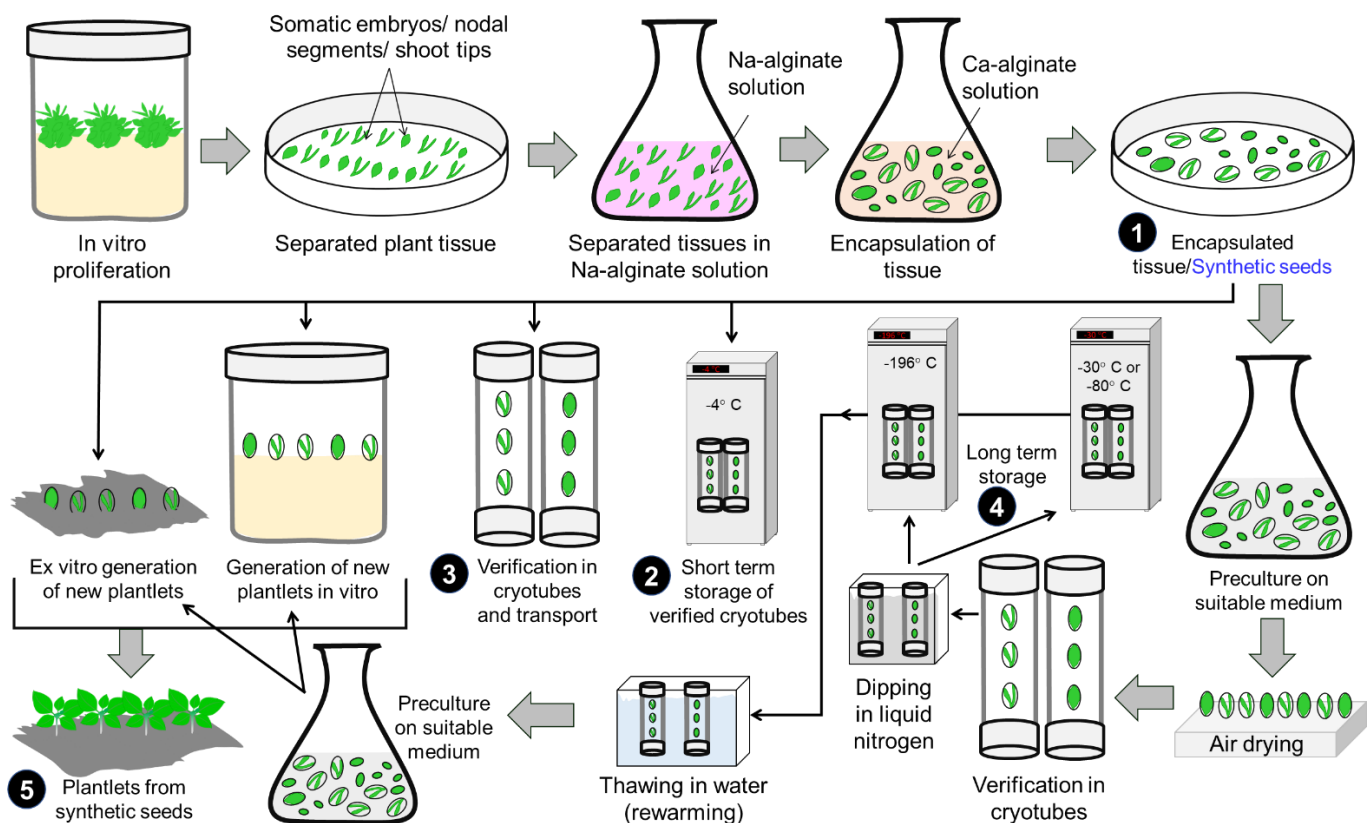 Somatic embryos/ nodal
segments/ shoot tips
Na-alginate
solution
Ca-alginate
solution
In vitro
proliferation
Separated plant tissue
Separated tissues in
Na-alginate solution
Encapsulation of
tissue
1
Encapsulated
tissue/Synthetic seeds
-4° C
-4° C
-196° C
-196° C
-30° C
-30° C or
-80° C
Long term
storage
4
Ex vitro generation
of new plantlets
Generation of new
plantlets in vitro
3
Verification in
cryotubes
and transport
2
Short term
storage of
verified cryotubes
Preculture on
suitable medium
Dipping
in liquid
nitrogen
Verification in
cryotubes
Air drying
Thawing in water
(rewarming)
Preculture
on suitable
medium
5
Plantlets from
synthetic seeds